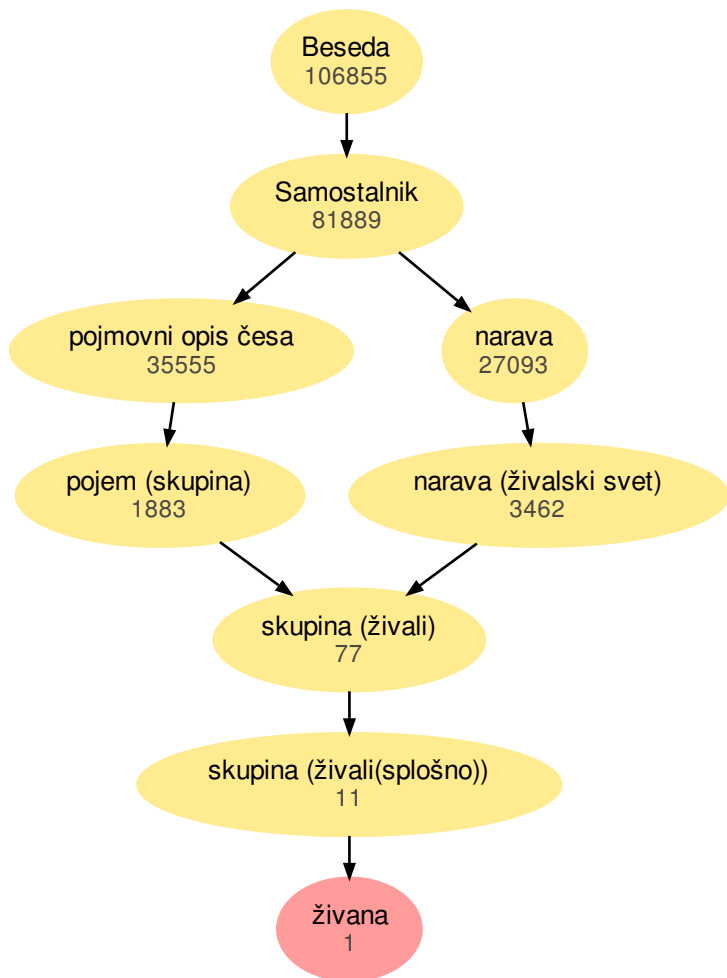 Beseda
106855
Samostalnik
81889
pojmovni opis česa
35555
narava
27093
pojem (skupina)
1883
narava (živalski svet)
3462
skupina (živali)
77
skupina (živali(splošno))
11
živana
1